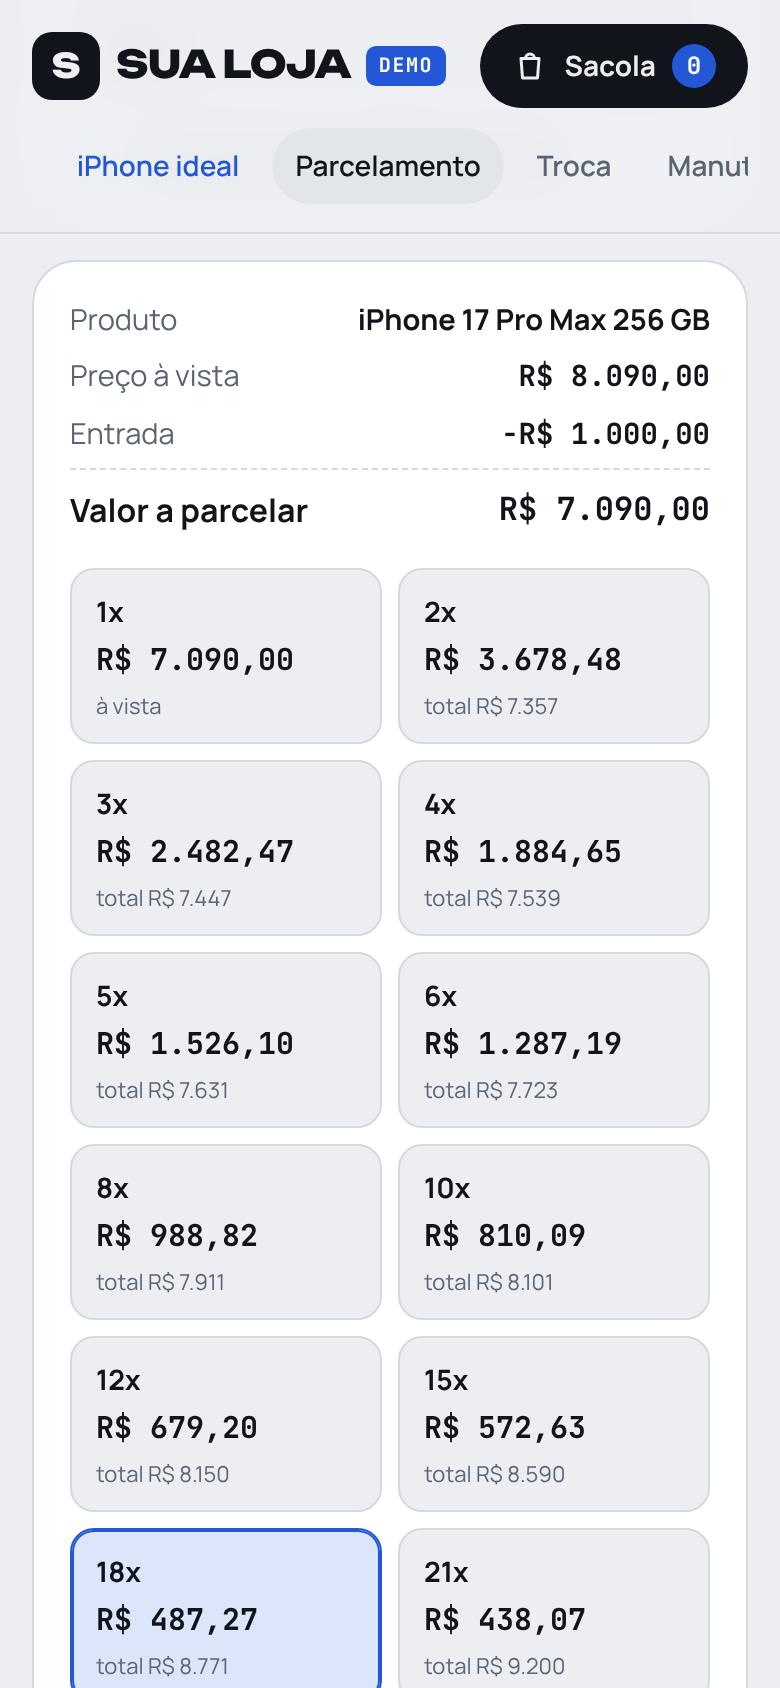 S SUA LOJA DEMO Sacola 0
iPhone ideal Parcelamento Troca Manut
Produto iPhone 17 Pro Max 256 GB
Preço à vista R$ 8.090,00
Entrada -R$ 1.000,00
Valor a parcelar R$ 7.090,00
1x
R$ 7.090,00
à vista
2x
R$ 3.678,48
total R$ 7.357
3x
R$ 2.482,47
total R$ 7.447
4x
R$ 1.884,65
total R$ 7.539
5x
R$ 1.526,10
total R$ 7.631
6x
R$ 1.287,19
total R$ 7.723
8x
R$ 988,82
total R$ 7.911
10x
R$ 810,09
total R$ 8.101
12x
R$ 679,20
total R$ 8.150
15x
R$ 572,63
total R$ 8.590
18x
R$ 487,27
total R$ 8.771
21x
R$ 438,07
total R$ 9.200